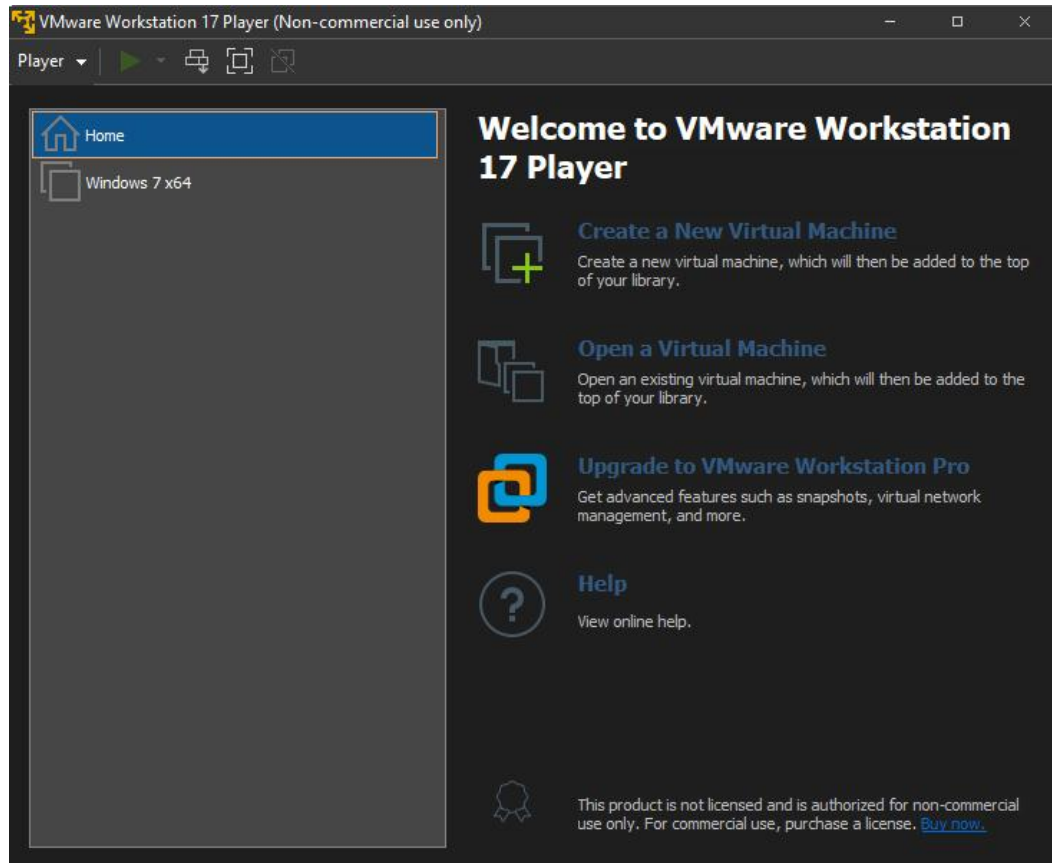 VMware Workstation 17 Player (Non-commercial use only)
Player
Home
Windows 7 x64
Welcome to VMware Workstation
17 Player
Create a New Virtual Machine
Create a new virtual machine, which will then be added to the top
of your library.
Open a Virtual Machine
Open an existing virtual machine, which will then be added to the
top of your library.
Upgrade to VMware Workstation Pro
Get advanced features such as snapshots, virtual network
management, and more.
Help
View online help.
This product is not licensed and is authorized for non-commercial
use only. For commercial use, purchase a license. Buy now.